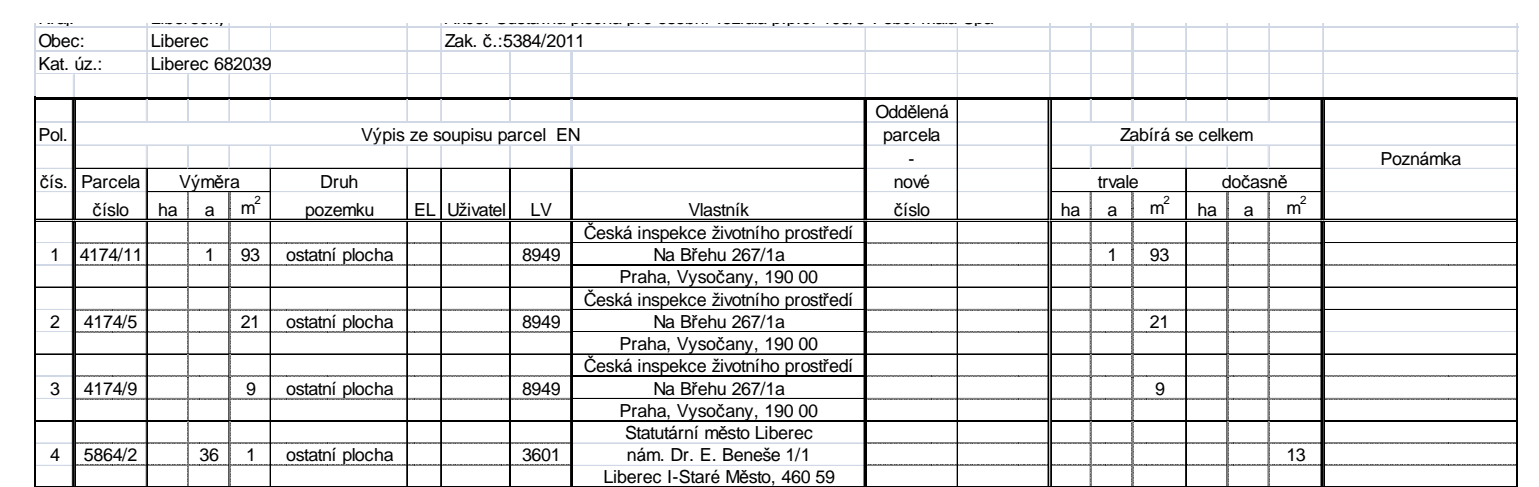 Obec: Liberec Zak. č.:5384/2011
Kat. úz.: Liberec 682039
Oddělená
Pol. Výpis ze soupisu parcel EN parcela Zabírá se celkem
- Poznámka
čís. Parcela Výměra Druh nové trvale dočasně
číslo ha a m² pozemku EL Uživatel LV Vlastník číslo ha a m² ha a m²
Česká inspekce životního prostředí
1 4174/11 1 93 ostatní plocha 8949 Na Břehu 267/1a 1 93
Praha, Vysočany, 190 00
Česká inspekce životního prostředí
2 4174/5 21 ostatní plocha 8949 Na Břehu 267/1a 21
Praha, Vysočany, 190 00
Česká inspekce životního prostředí
3 4174/9 9 ostatní plocha 8949 Na Břehu 267/1a 9
Praha, Vysočany, 190 00
Statutární město Liberec
4 5864/2 36 1 ostatní plocha 3601 nám. Dr. E. Beneše 1/1 13
Liberec I-Staré Město, 460 59